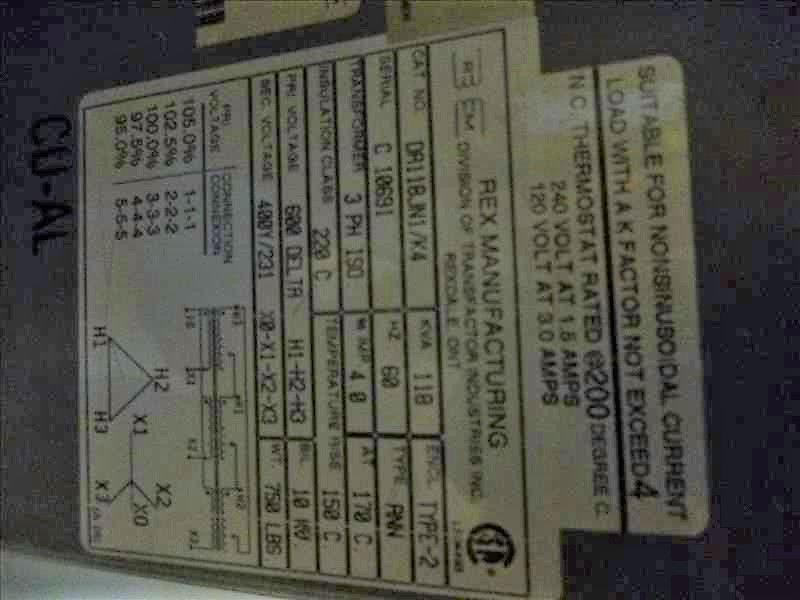 SUITABLE FOR NONSINUSOIDAL CURRENT
LOAD WITH A K FACTOR NOT EXCEED 4
N.C. THERMOSTAT RATED @200 DEGREE C.
240 VOLT AT 1.5 AMPS
120 VOLT AT 3.0 AMPS
REX MANUFACTURING
DIVISION OF TRANSFACTOR INDUSTRIES INC.
REXDALE, ONT
CAT NO. DA118JN1/K4 KVA 118 ENCL TYPE-2
SERIAL C 10691 HZ 60 TYPE ANN
TRANSFORMER 3 PH ISO % IMP 4.0 AT 170 C.
INSULATION CLASS 220 C TEMPERATURE RISE 150 C.
PRI. VOLTAGE 600 DELTA H1-H2-H3 BIL 10 KV.
SEC. VOLTAGE 400Y/231 X0-X1-X2-X3 WT. 750 LBS.
PRI. VOLTAGE CONNECTION CONNEXION
105.0% 1-1-1
102.5% 2-2-2
100.0% 3-3-3
97.5% 4-4-4
95.0% 5-5-5
H1 H2 H3
X1 X2 X0 X3
CU-AL